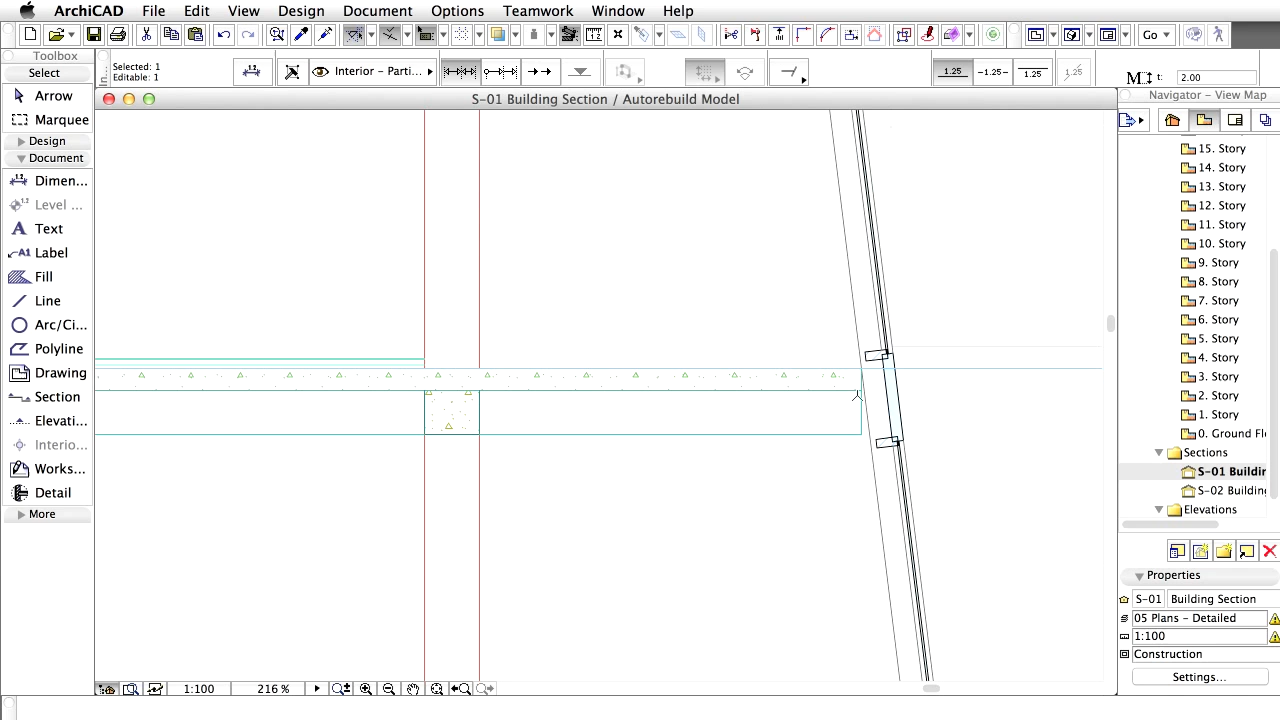 ArchiCAD File Edit View Design Document Options Teamwork Window Help
Go
Toolbox
Select
Arrow
Marquee
Design
Document
Dimen...
Level ...
Text
Label
Fill
Line
Arc/Ci...
Polyline
Drawing
Section
Elevati...
Interio...
Works...
Detail
More
Selected: 1
Editable: 1
Interior - Parti...
1.25
-1.25-
1.25
1.25
M
t:
2.00
S-01 Building Section / Autorebuild Model
Navigator - View Map
15. Story
14. Story
13. Story
12. Story
11. Story
10. Story
9. Story
8. Story
7. Story
6. Story
5. Story
4. Story
3. Story
2. Story
1. Story
0. Ground Fl
Sections
S-01 Buildin
S-02 Building
Elevations
Properties
S-01 Building Section
05 Plans - Detailed
1:100
Construction
Settings...
1:100
216 %